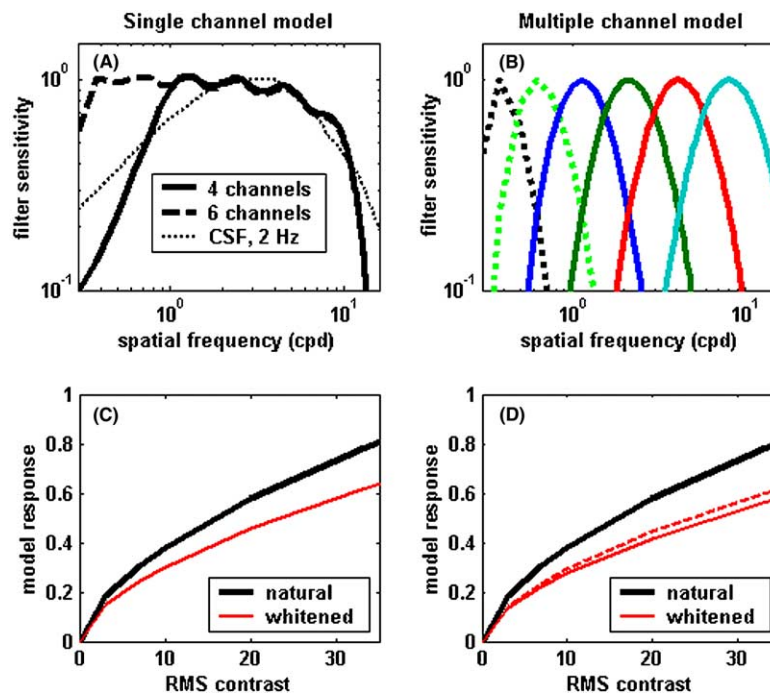 Single channel model
Multiple channel model
(A)
10^0
10^-1
filter sensitivity
4 channels
6 channels
CSF, 2 Hz
10^0
10^1
spatial frequency (cpd)
(B)
10^0
10^-1
filter sensitivity
10^0
10^1
spatial frequency (cpd)
(C)
1
0.8
0.6
0.4
0.2
0
model response
natural
whitened
0
10
20
30
RMS contrast
(D)
1
0.8
0.6
0.4
0.2
0
model response
natural
whitened
0
10
20
30
RMS contrast